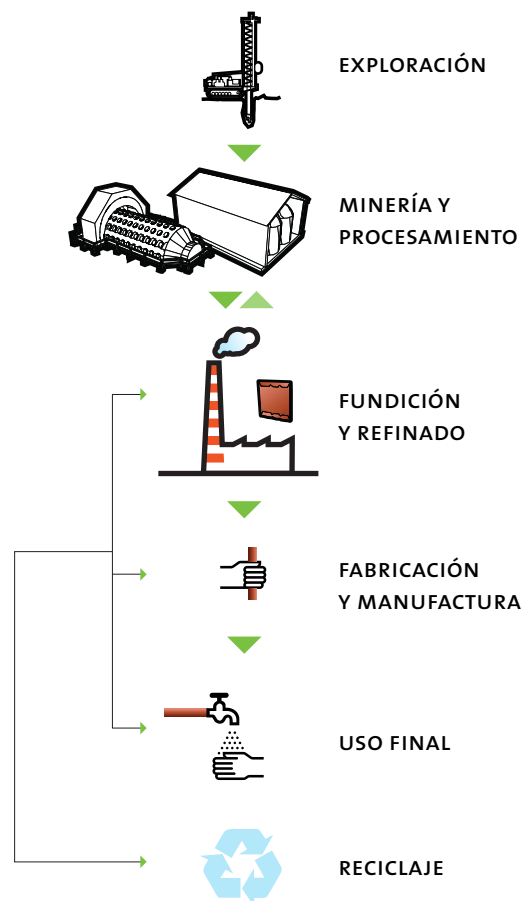 EXPLORACIÓN
MINERÍA Y
PROCESAMIENTO
FUNDICIÓN
Y REFINADO
FABRICACIÓN
Y MANUFACTURA
USO FINAL
RECICLAJE